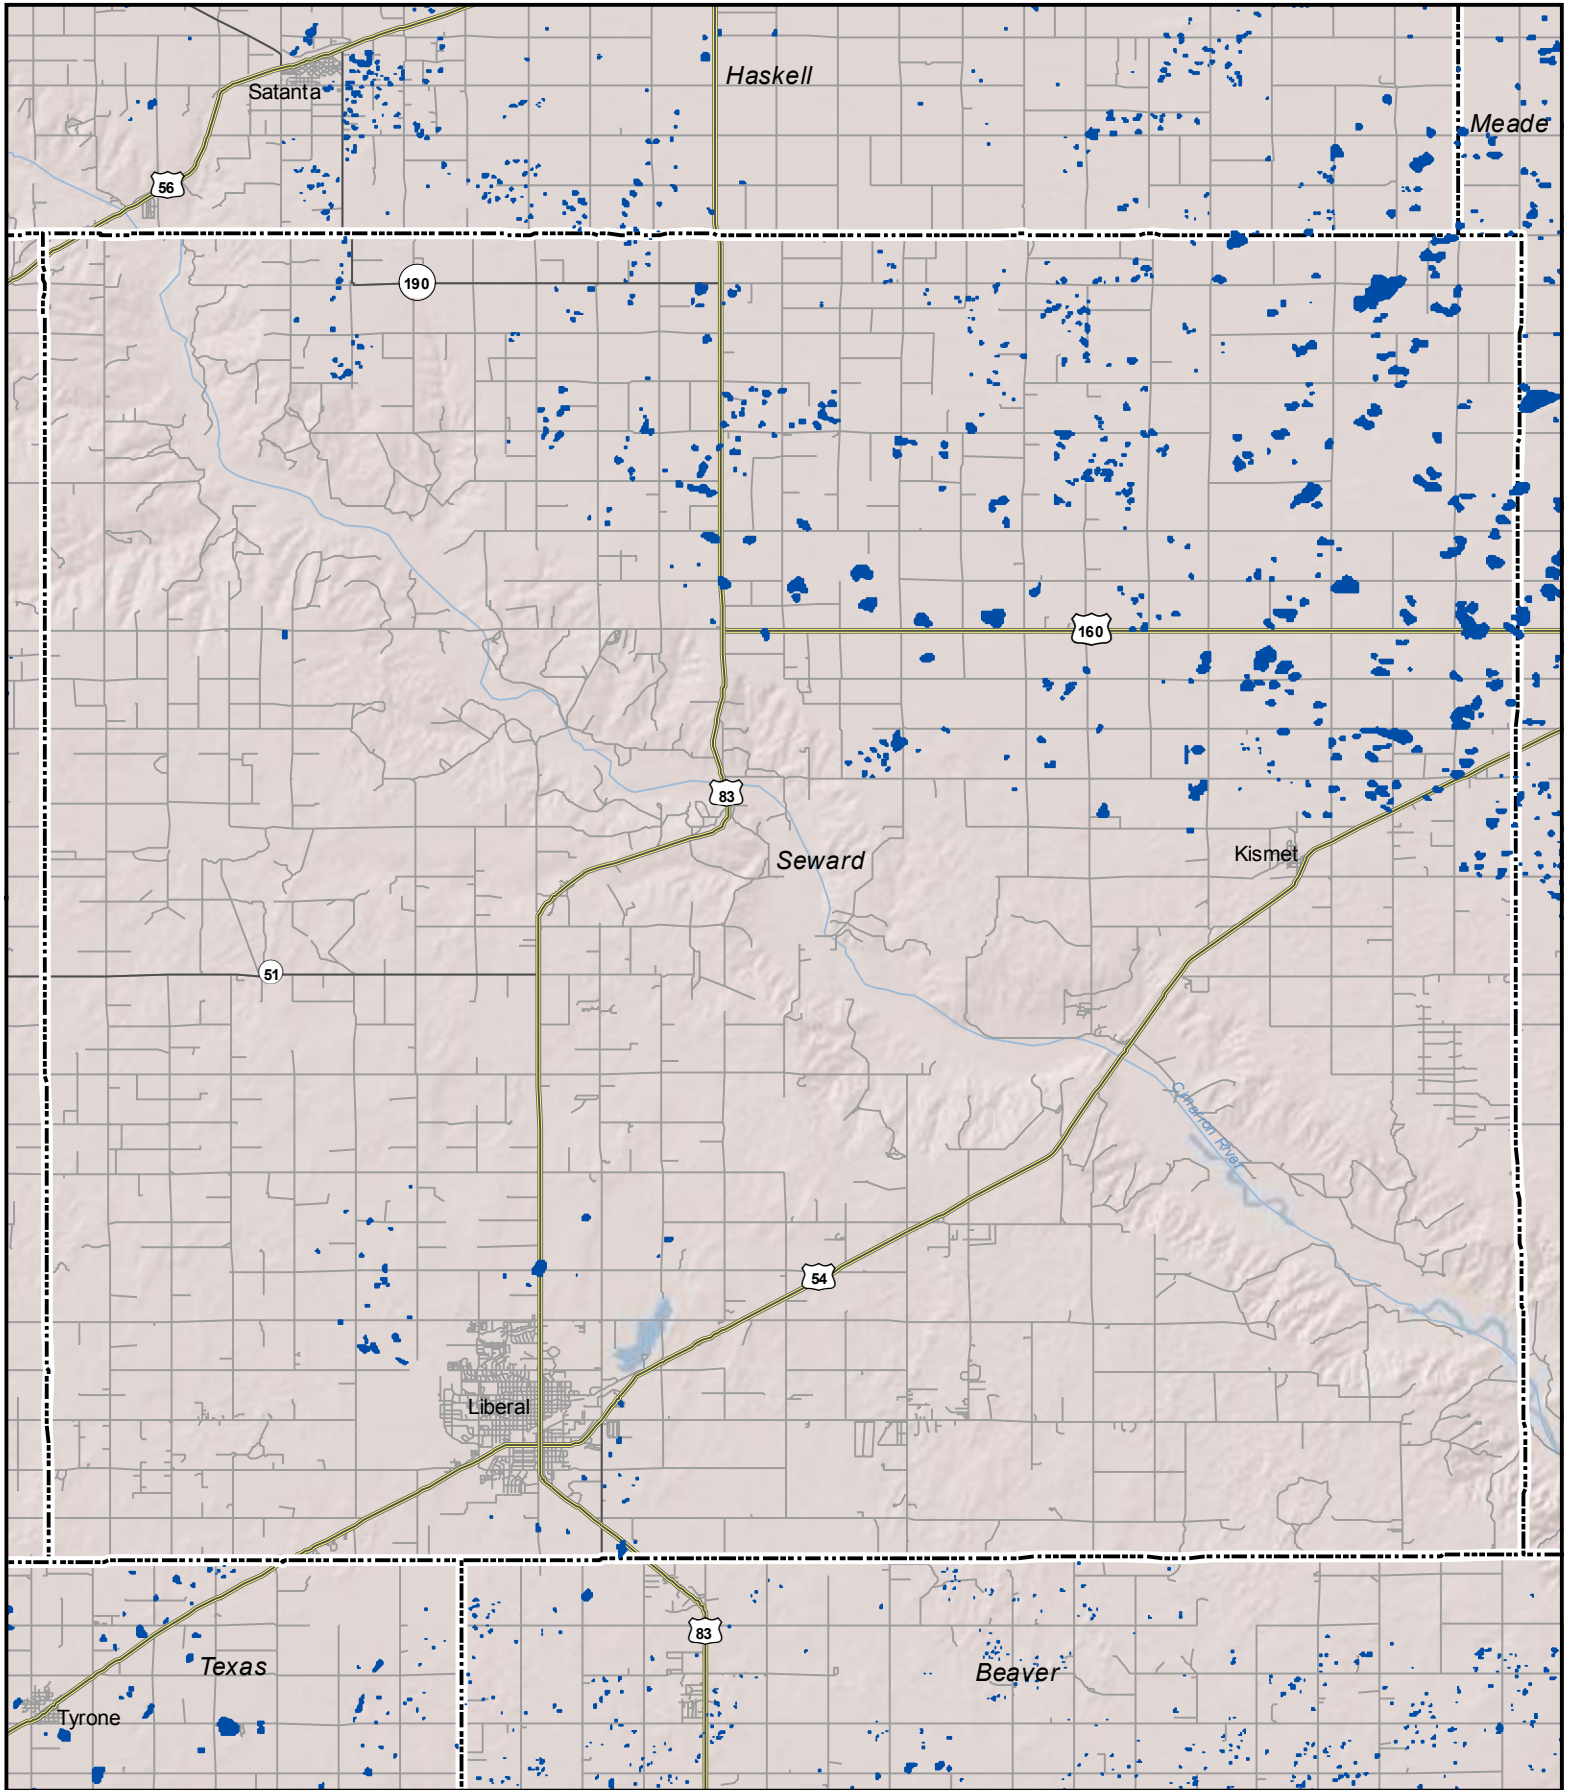 Haskell
Satanta
Meade
56
190
160
83
Seward
Kismet
51
Cimarron River
54
Liberal
83
Texas
Beaver
Tyrone